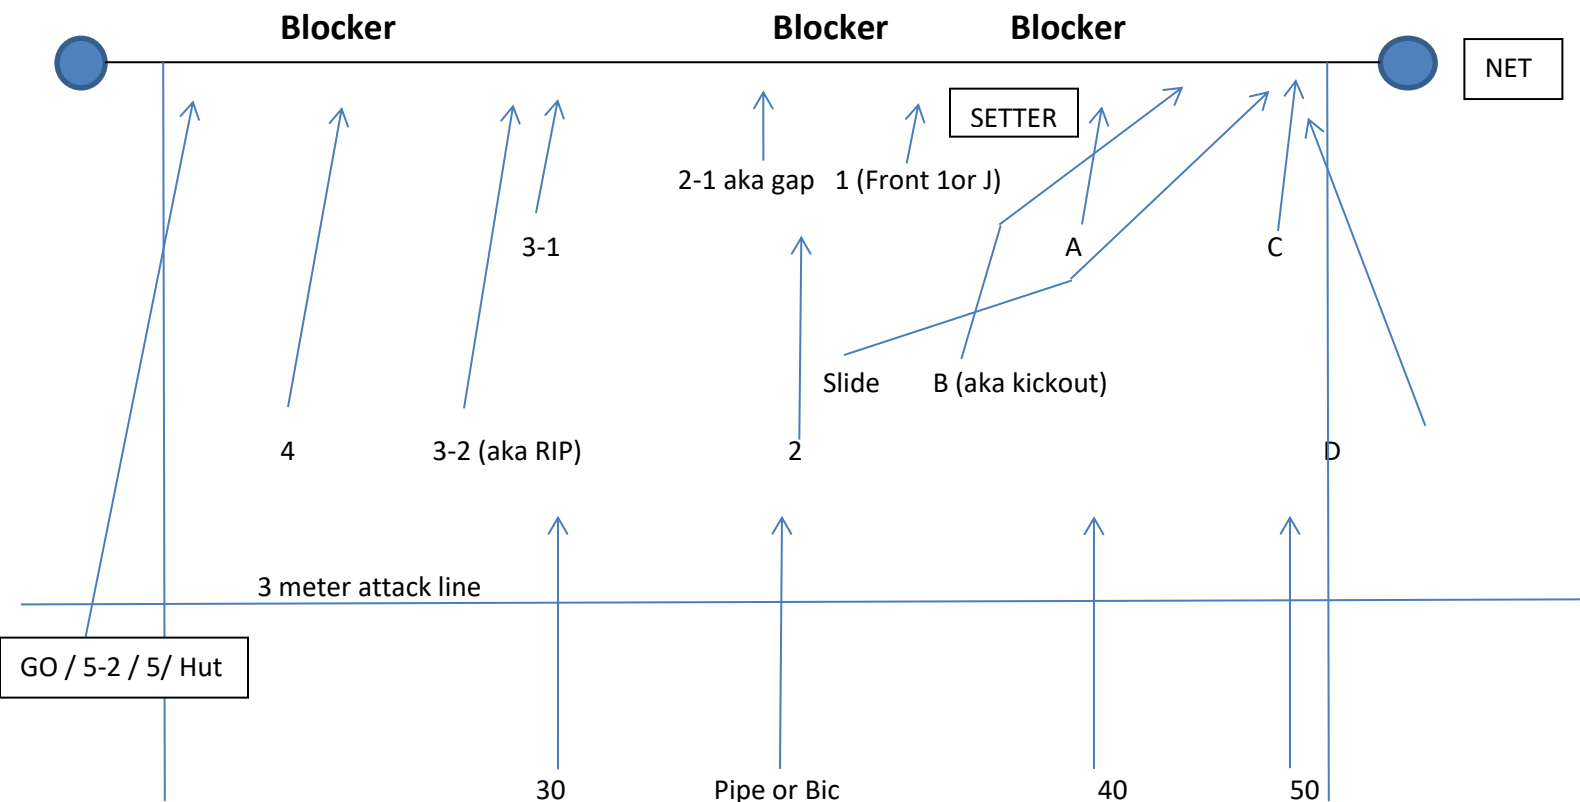 Blocker Blocker Blocker
NET
SETTER
2-1 aka gap 1 (Front 1or J)
3-1 A C
Slide B (aka kickout)
4 3-2 (aka RIP) 2 D
3 meter attack line
GO / 5-2 / 5/ Hut
30 Pipe or Bic 40 50